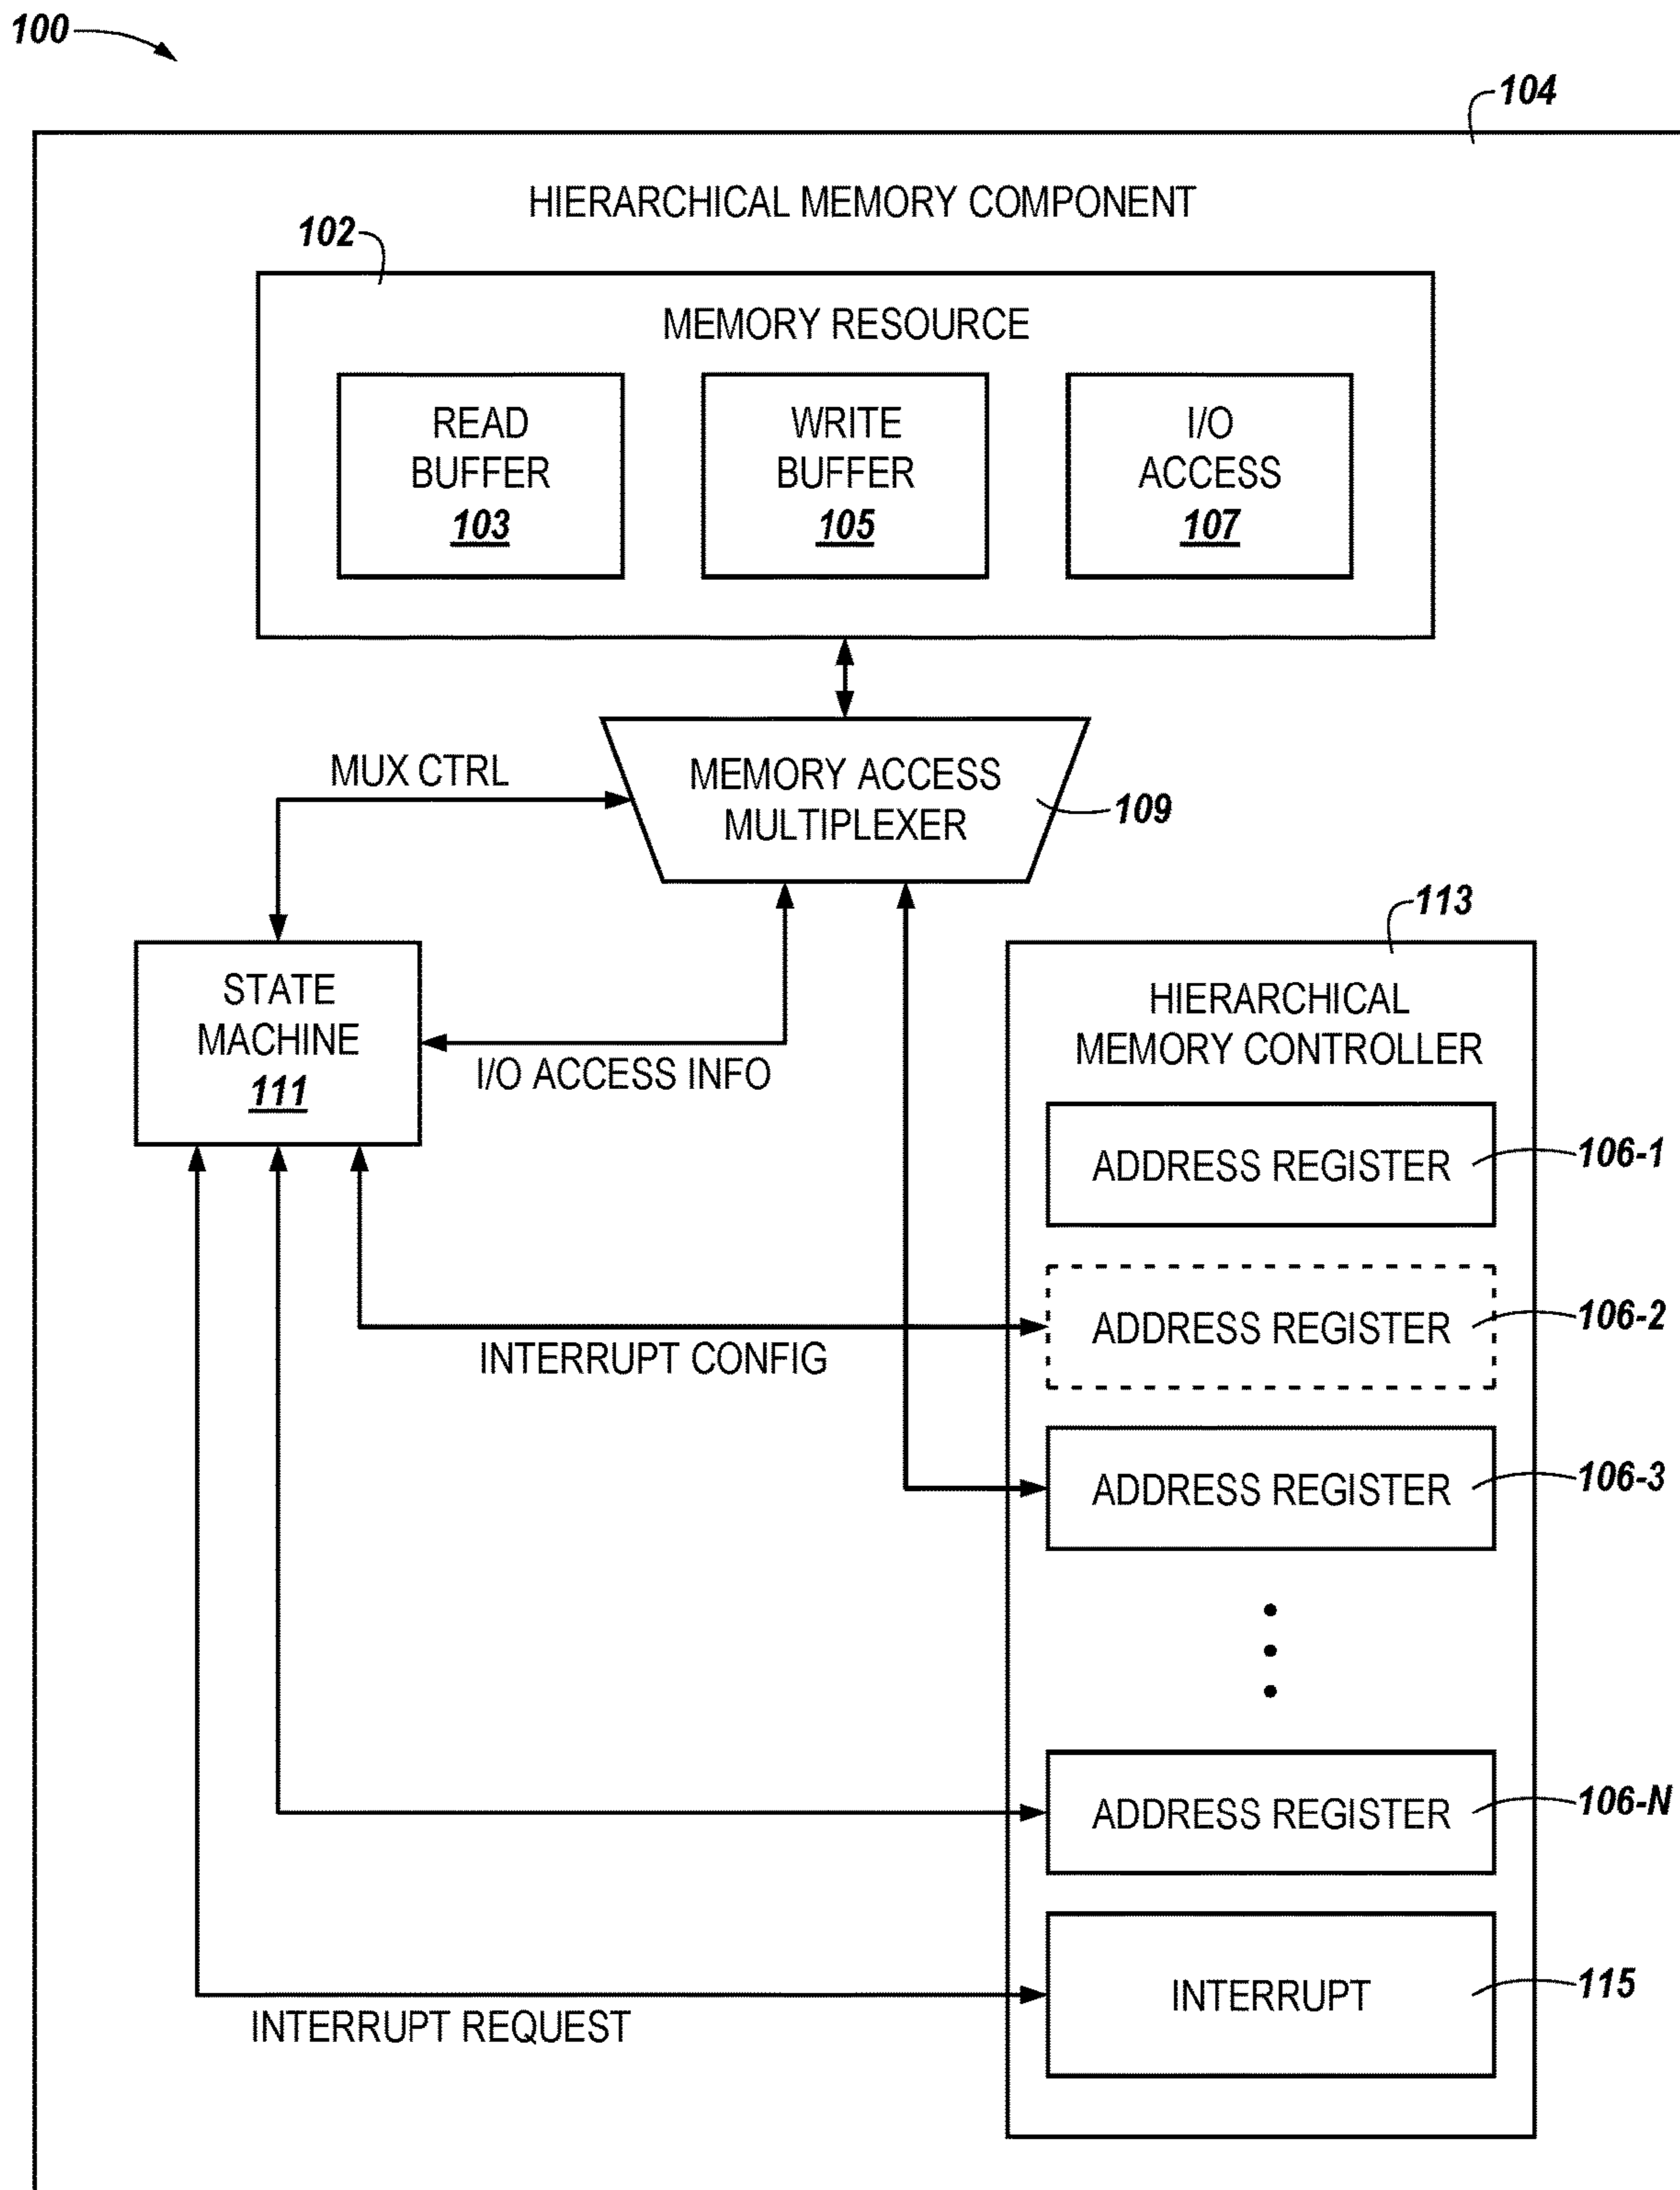 100
104
HIERARCHICAL MEMORY COMPONENT
102
MEMORY RESOURCE
READ
BUFFER
103
WRITE
BUFFER
105
I/O
ACCESS
107
MUX CTRL
MEMORY ACCESS
MULTIPLEXER
109
STATE
MACHINE
111
I/O ACCESS INFO
113
HIERARCHICAL
MEMORY CONTROLLER
ADDRESS REGISTER
106-1
ADDRESS REGISTER
106-2
INTERRUPT CONFIG
ADDRESS REGISTER
106-3
ADDRESS REGISTER
106-N
INTERRUPT
115
INTERRUPT REQUEST